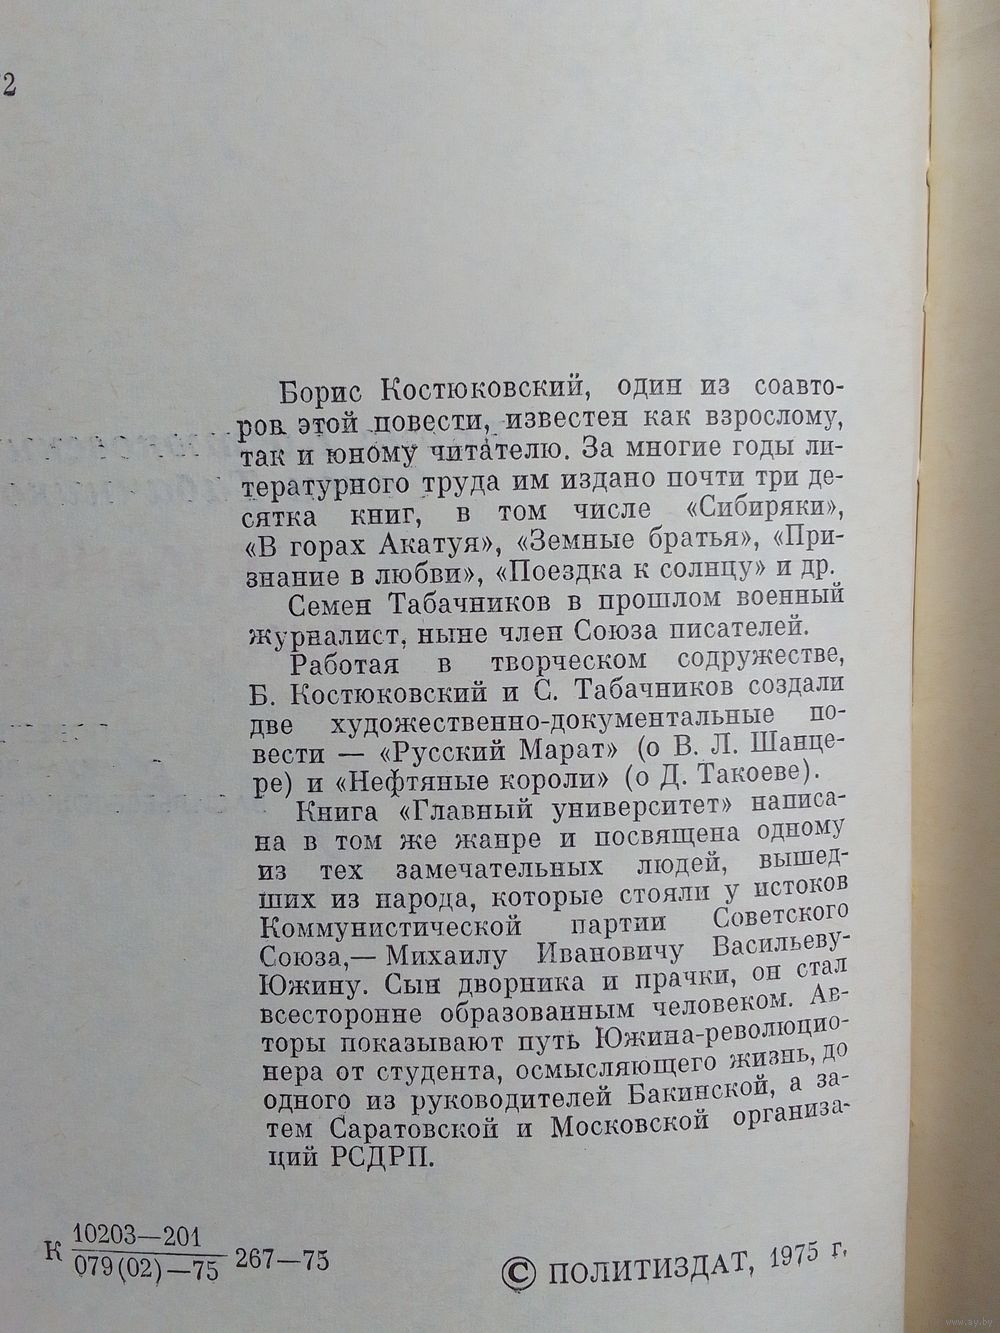 2
Борис Костюковский, один из соавто-
ров этой повести, известен как взрослому,
так и юному читателю. За многие годы ли-
тературного труда им издано почти три де-
сятка книг, в том числе «Сибиряки»,
«В горах Акатуя», «Земные братья», «При-
знание в любви», «Поездка к солнцу» и др.
Семен Табачников в прошлом военный
журналист, ныне член Союза писателей.
Работая в творческом содружестве,
Б. Костюковский и С. Табачников создали
две художественно-документальные по-
вести — «Русский Марат» (о В. Л. Шанце-
ре) и «Нефтяные короли» (о Д. Такоеве).
Книга «Главный университет» написа-
на в том же жанре и посвящена одному
из тех замечательных людей, вышед-
ших из народа, которые стояли у истоков
Коммунистической партии Советского
Союза,— Михаилу Ивановичу Васильеву-
Южину. Сын дворника и прачки, он стал
всесторонне образованным человеком. Ав-
торы показывают путь Южина-революцио-
нера от студента, осмысляющего жизнь, до
одного из руководителей Бакинской, а за-
тем Саратовской и Московской организа-
ций РСДРП.
К 10203—201
079(02)—75 267—75
© ПОЛИТИЗДАТ, 1975 г.
www.ay.by